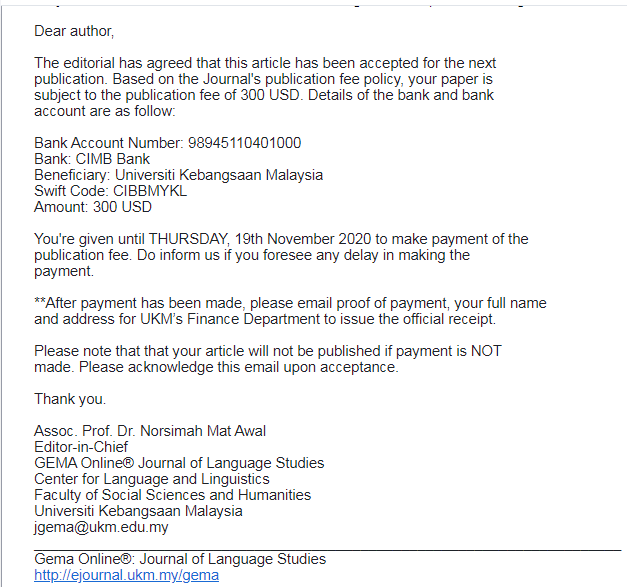 Dear author,
The editorial has agreed that this article has been accepted for the next
publication. Based on the Journal's publication fee policy, your paper is
subject to the publication fee of 300 USD. Details of the bank and bank
account are as follow:
Bank Account Number: 98945110401000
Bank: CIMB Bank
Beneficiary: Universiti Kebangsaan Malaysia
Swift Code: CIBBMYKL
Amount: 300 USD
You're given until THURSDAY, 19th November 2020 to make payment of the
publication fee. Do inform us if you foresee any delay in making the
payment.
**After payment has been made, please email proof of payment, your full name
and address for UKM's Finance Department to issue the official receipt.
Please note that that your article will not be published if payment is NOT
made. Please acknowledge this email upon acceptance.
Thank you.
Assoc. Prof. Dr. Norsimah Mat Awal
Editor-in-Chief
GEMA Online® Journal of Language Studies
Center for Language and Linguistics
Faculty of Social Sciences and Humanities
Universiti Kebangsaan Malaysia
jgema@ukm.edu.my
Gema Online®: Journal of Language Studies
http://ejournal.ukm.my/gema